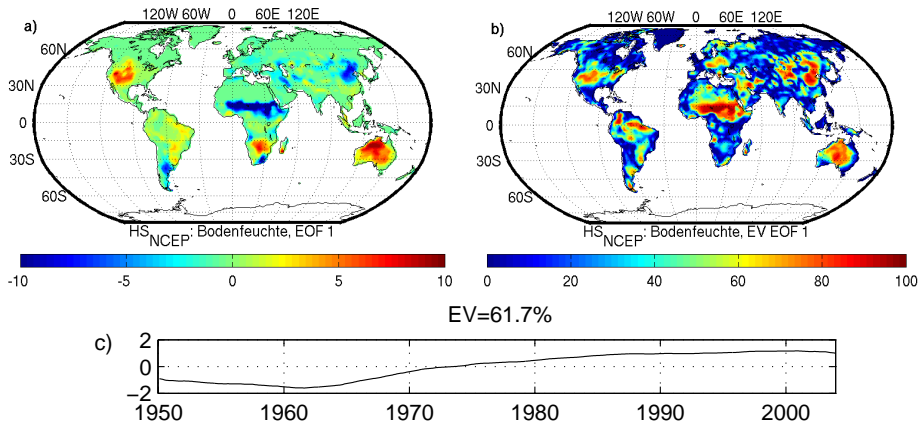 120W 60W 0 60E 120E
a)
60N
30N
0
30S
60S
HS_NCEP: Bodenfeuchte, EOF 1
-10 -5 0 5 10
120W 60W 0 60E 120E
b)
60N
30N
0
30S
60S
HS_NCEP: Bodenfeuchte, EV EOF 1
0 20 40 60 80 100
EV=61.7%
c)
2
0
−2
1950 1960 1970 1980 1990 2000